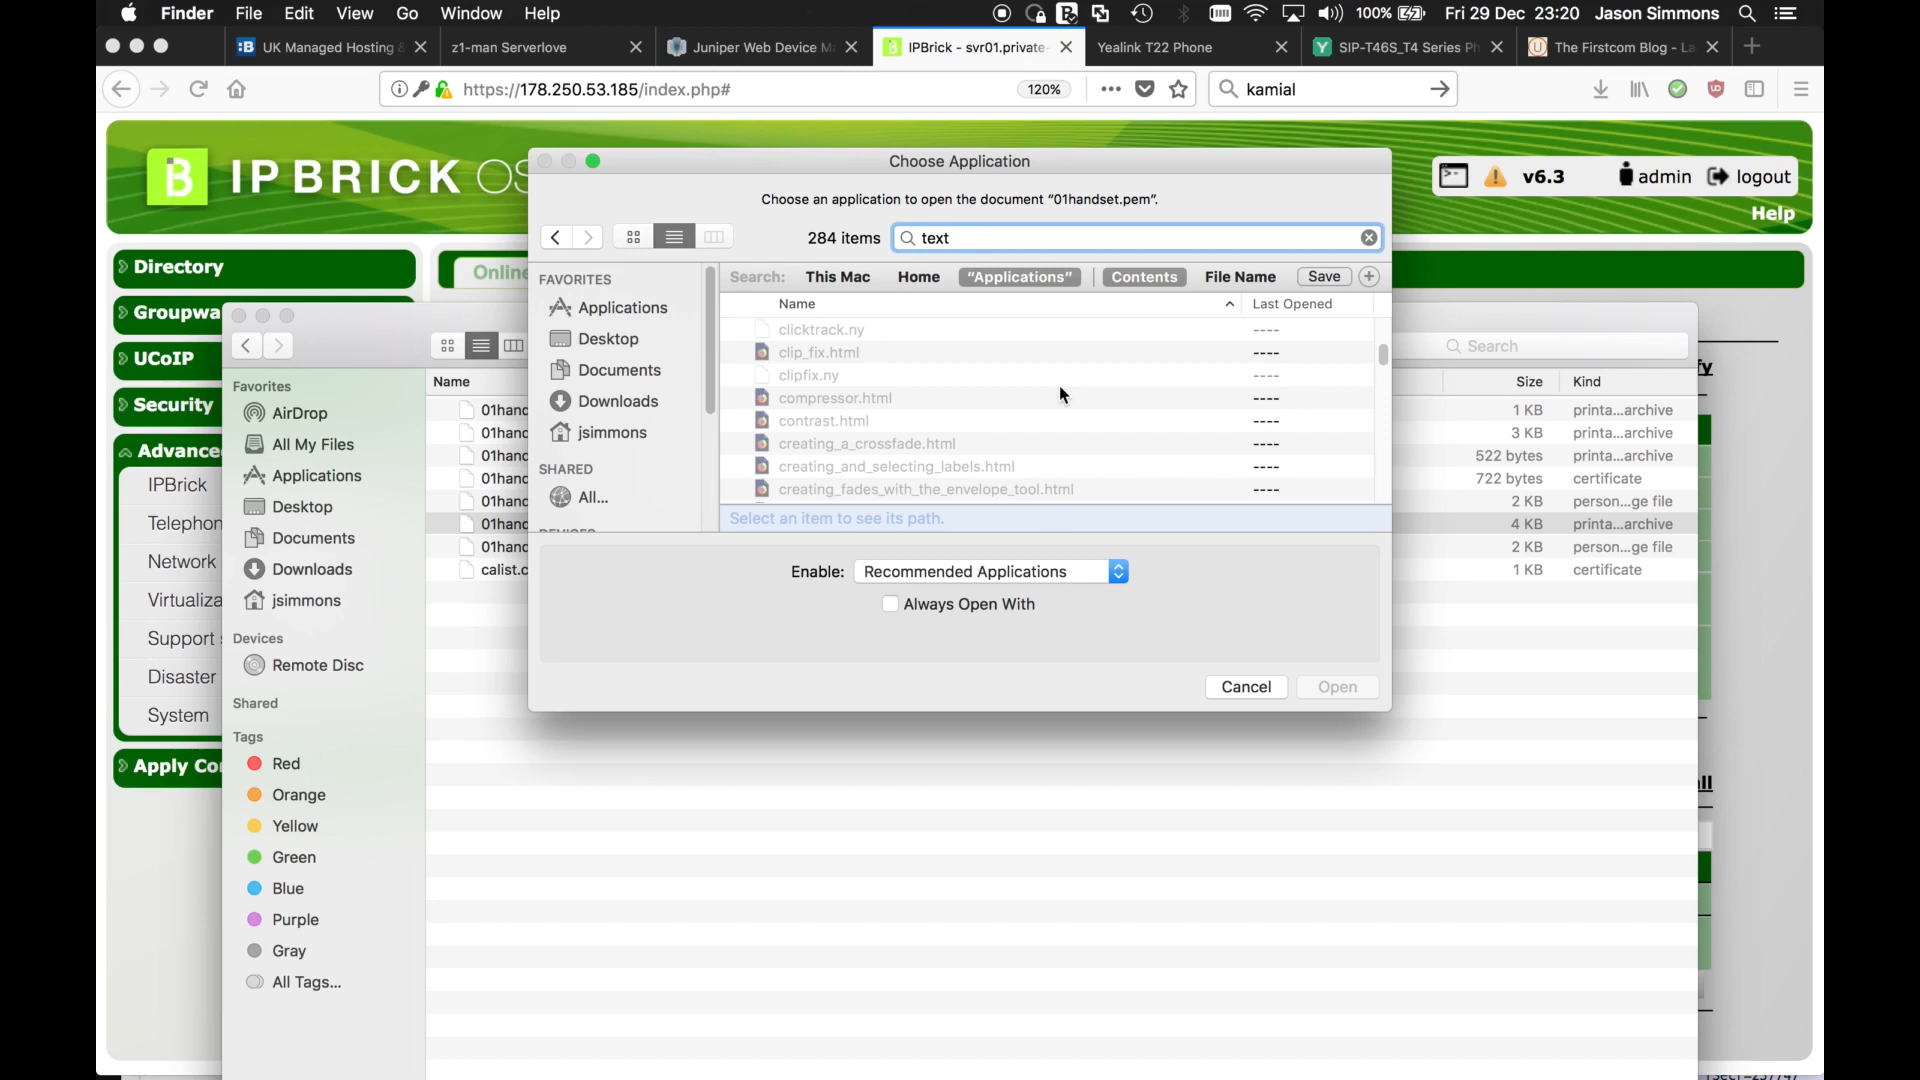 Finder File Edit View Go Window Help 100% Fri 29 Dec 23:20 Jason Simmons
UK Managed Hosting & z1-man Serverlove Juniper Web Device M IPBrick - svr01.private- Yealink T22 Phone SIP-T46S_T4 Series Ph The Firstcom Blog - La
https://178.250.53.185/index.php# 120% kamial
IPBRICK OS
v6.3 admin logout
Help
Directory
Groupwa
UCoIP
Security
Advance
IPBrick
Telephon
Network
Virtualiza
Support
Disaster
System
Apply Co
Online
Favorites
AirDrop
All My Files
Applications
Desktop
Documents
Downloads
jsimmons
Devices
Remote Disc
Shared
Tags
Red
Orange
Yellow
Green
Blue
Purple
Gray
All Tags...
Search
Name Size Kind
01hand 1 KB printa...archive
01hand 3 KB printa...archive
01hand 522 bytes printa...archive
01hand 722 bytes certificate
01hand 2 KB person...ge file
01hand 4 KB printa...archive
01hand 2 KB person...ge file
calist.c 1 KB certificate
Choose Application
Choose an application to open the document “01handset.pem”.
284 items text
FAVORITES
Applications
Desktop
Documents
Downloads
jsimmons
SHARED
All...
DEVICES
Search: This Mac Home “Applications” Contents File Name Save
Name Last Opened
clicktrack.ny ----
clip_fix.html ----
clipfix.ny ----
compressor.html ----
contrast.html ----
creating_a_crossfade.html ----
creating_and_selecting_labels.html ----
creating_fades_with_the_envelope_tool.html ----
Select an item to see its path.
Enable: Recommended Applications
Always Open With
Cancel Open